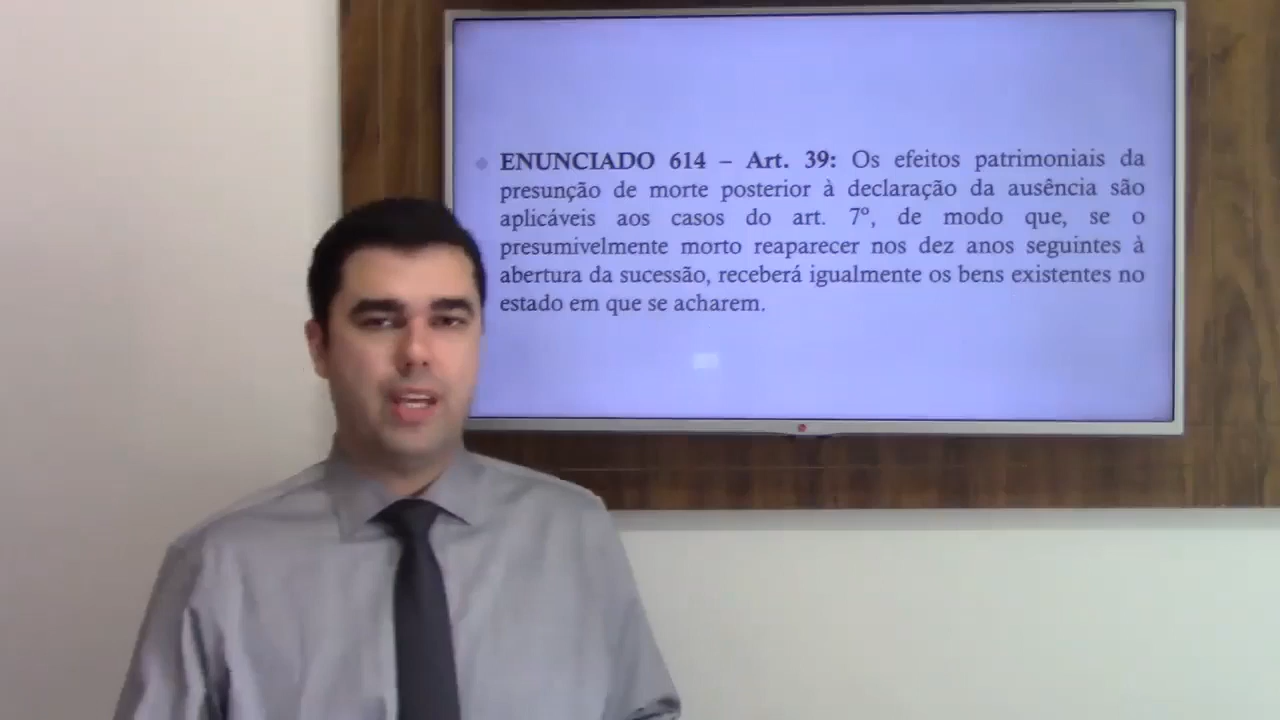 ENUNCIADO 614 – Art. 39: Os efeitos patrimoniais da
presunção de morte posterior à declaração da ausência são
aplicáveis aos casos do art. 7º, de modo que, se o
presumivelmente morto reaparecer nos dez anos seguintes à
abertura da sucessão, receberá igualmente os bens existentes no
estado em que se acharem.